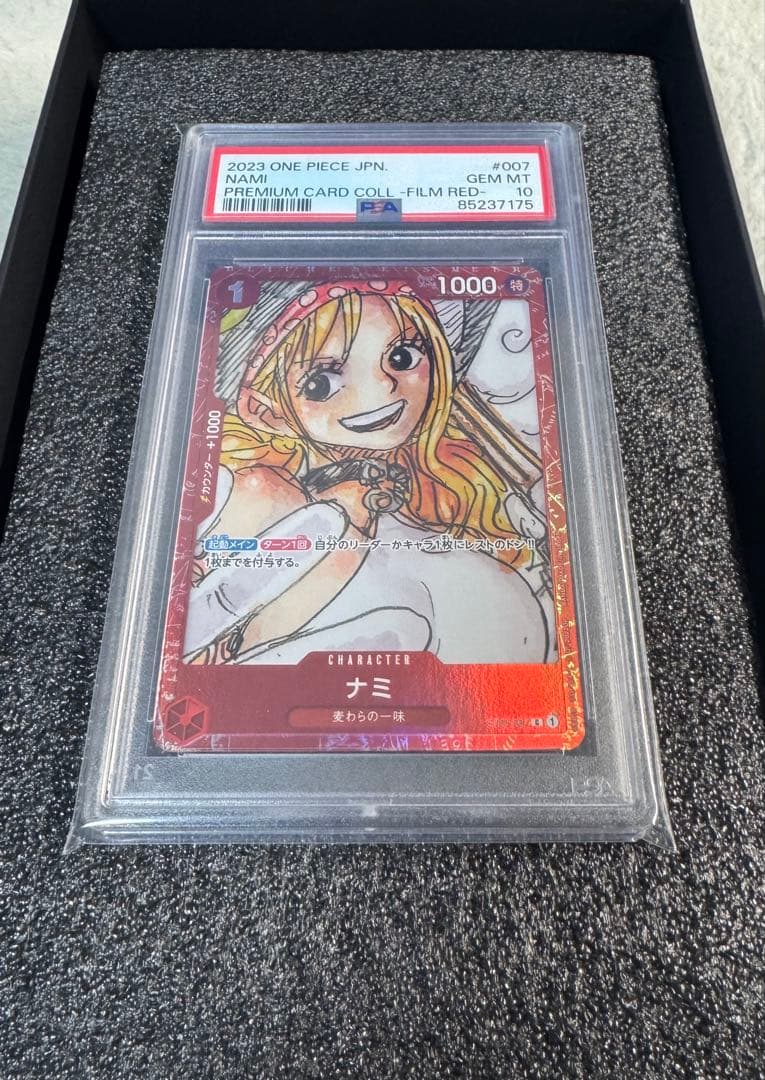 2023 ONE PIECE JPN. #007
NAMI GEM MT
PREMIUM CARD COLL -FILM RED- 10
PSA 85237175
1 1000 特
カウンター +1000
起動メイン ターン1回 自分のリーダーかキャラ1枚にレストのドン!!
1枚までを付与する。
CHARACTER
ナミ
麦わらの一味
C 1